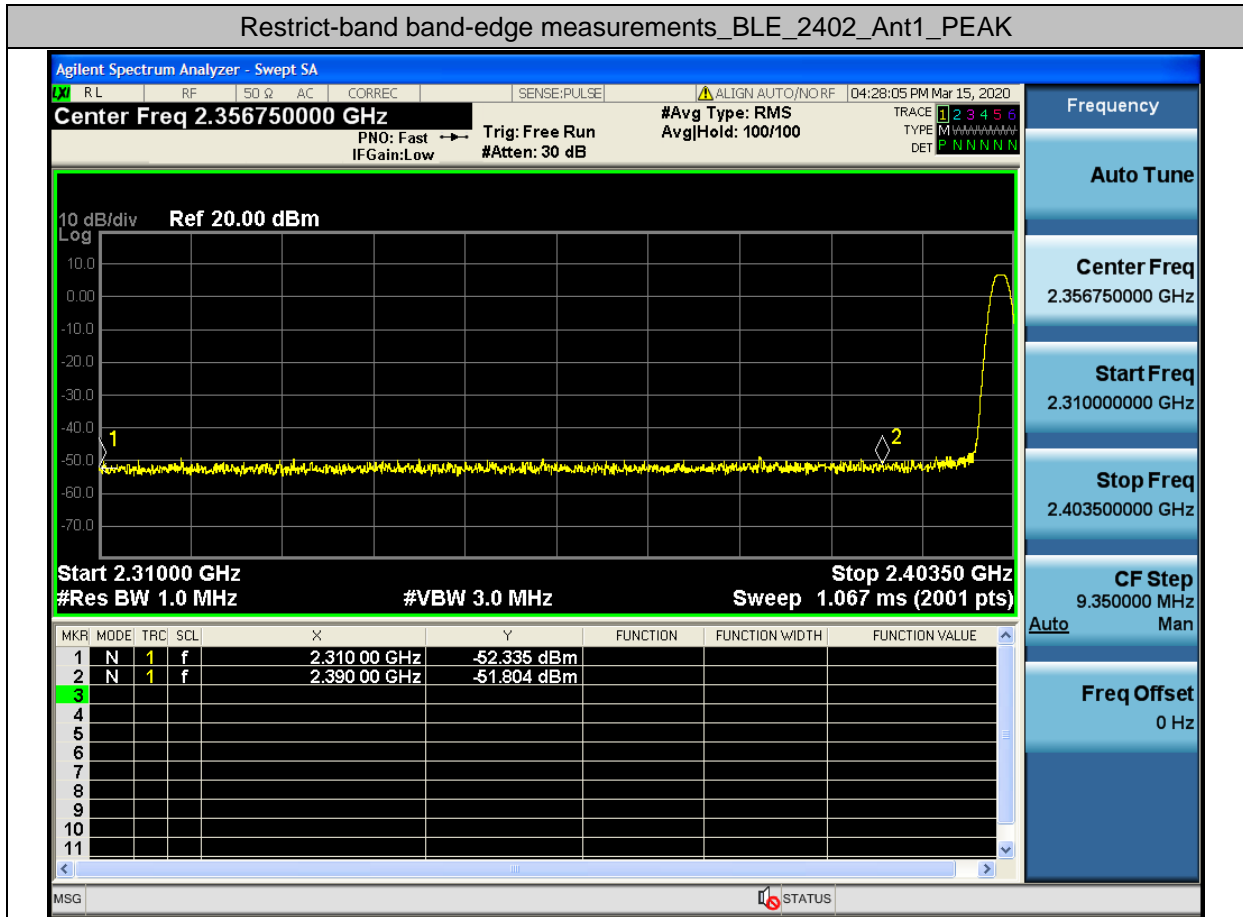 Restrict-band band-edge measurements_BLE_2402_Ant1_PEAK
Agilent Spectrum Analyzer - Swept SA
LXI RL RF 50 Ω AC CORREC SENSE:PULSE ALIGN AUTO/NO RF 04:28:05 PM Mar 15, 2020
Center Freq 2.356750000 GHz
PNO: Fast
IFGain:Low
Trig: Free Run
#Atten: 30 dB
#Avg Type: RMS
Avg|Hold: 100/100
TRACE 1 2 3 4 5 6
TYPE M WWWWW
DET P N N N N N
10 dB/div Ref 20.00 dBm
Log
10.0
0.00
-10.0
-20.0
-30.0
-40.0
-50.0
-60.0
-70.0
1
2
Start 2.31000 GHz Stop 2.40350 GHz
#Res BW 1.0 MHz #VBW 3.0 MHz Sweep 1.067 ms (2001 pts)
MKR MODE TRC SCL X Y FUNCTION FUNCTION WIDTH FUNCTION VALUE
1 N 1 f 2.310 00 GHz -52.335 dBm
2 N 1 f 2.390 00 GHz -51.804 dBm
3
4
5
6
7
8
9
10
11
MSG STATUS
Frequency
Auto Tune
Center Freq
2.356750000 GHz
Start Freq
2.310000000 GHz
Stop Freq
2.403500000 GHz
CF Step
9.350000 MHz
Auto Man
Freq Offset
0 Hz